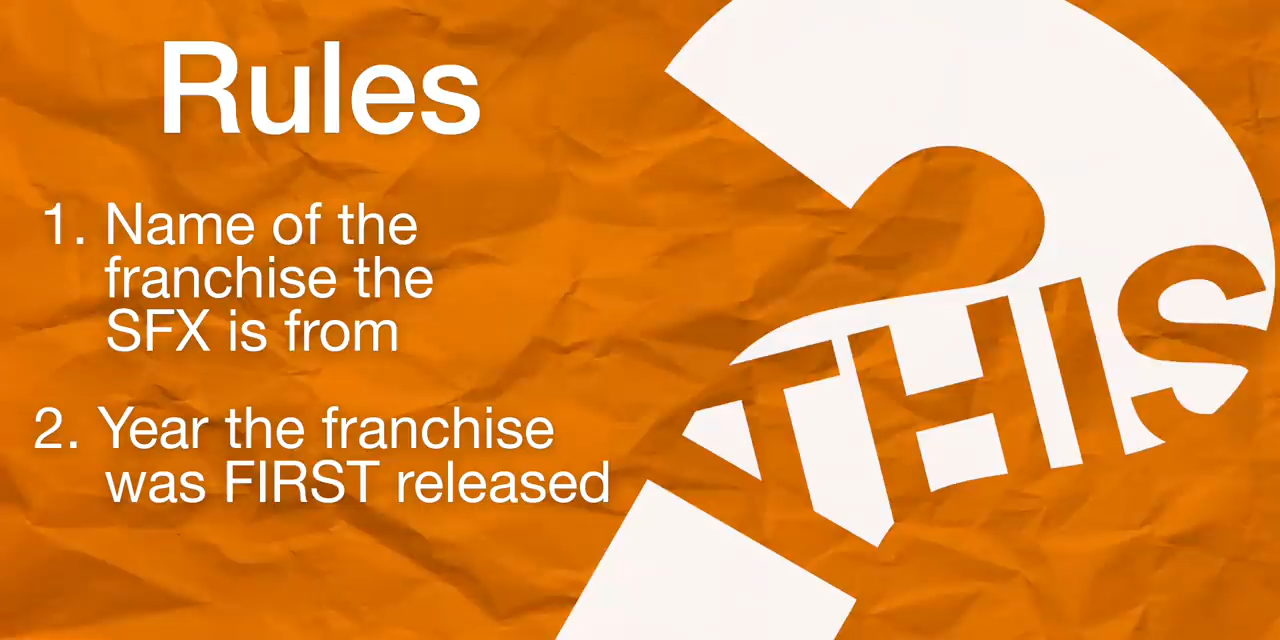 Rules
1. Name of the
franchise the
SFX is from
2. Year the franchise
was FIRST released
THIS